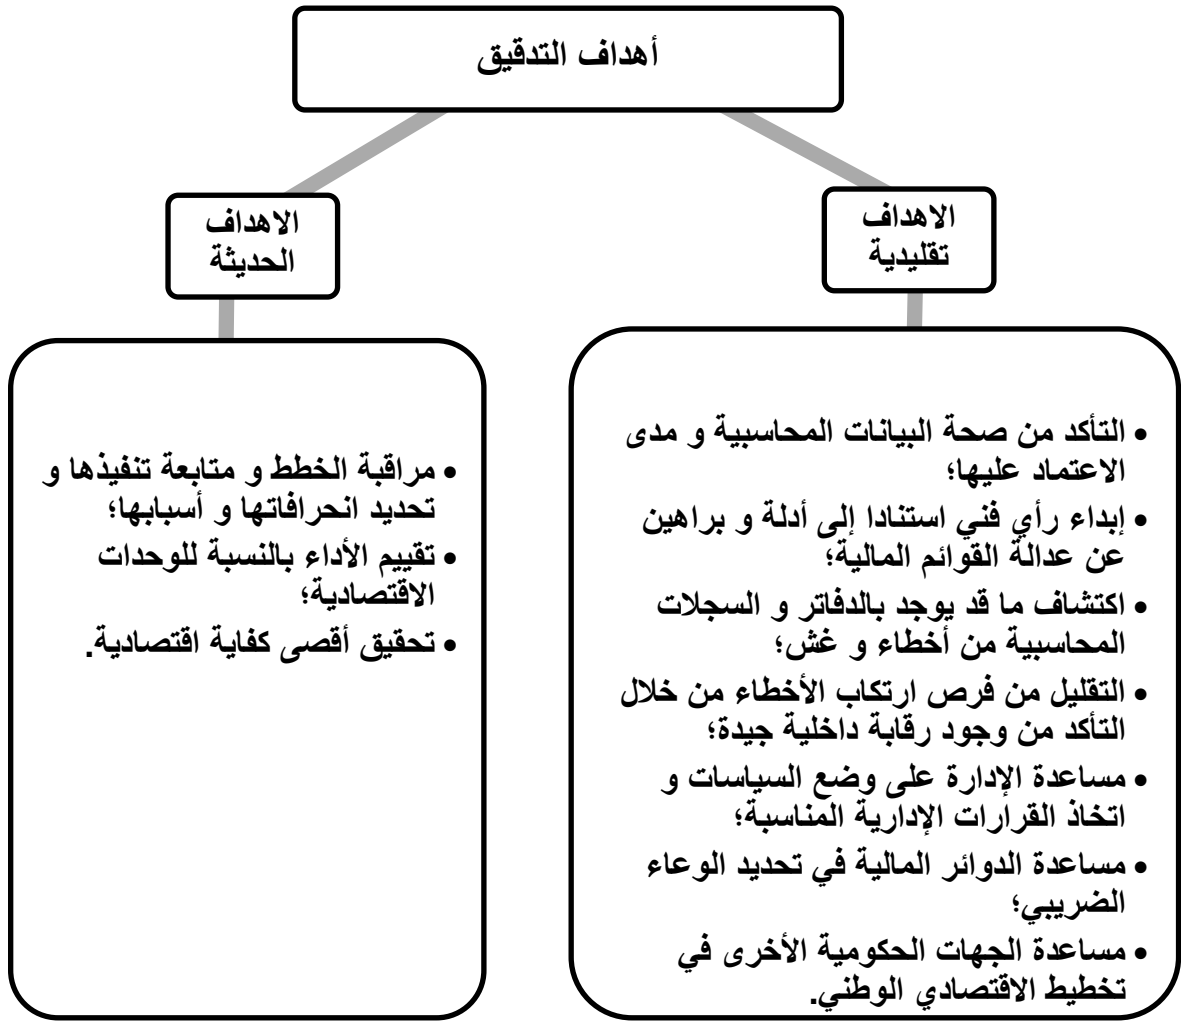 أهداف التدقيق
الاهداف
تقليدية
• التأكد من صحة البيانات المحاسبية و مدى
الاعتماد عليها؛
• إبداء رأي فني استنادا إلى أدلة و براهين
عن عدالة القوائم المالية؛
• اكتشاف ما قد يوجد بالدفاتر و السجلات
المحاسبية من أخطاء و غش؛
• التقليل من فرص ارتكاب الأخطاء من خلال
التأكد من وجود رقابة داخلية جيدة؛
• مساعدة الإدارة على وضع السياسات و
اتخاذ القرارات الإدارية المناسبة؛
• مساعدة الدوائر المالية في تحديد الوعاء
الضريبي؛
• مساعدة الجهات الحكومية الأخرى في
تخطيط الاقتصادي الوطني.
الاهداف
الحديثة
• مراقبة الخطط و متابعة تنفيذها و
تحديد انحرافاتها و أسبابها؛
• تقييم الأداء بالنسبة للوحدات
الاقتصادية؛
• تحقيق أقصى كفاية اقتصادية.